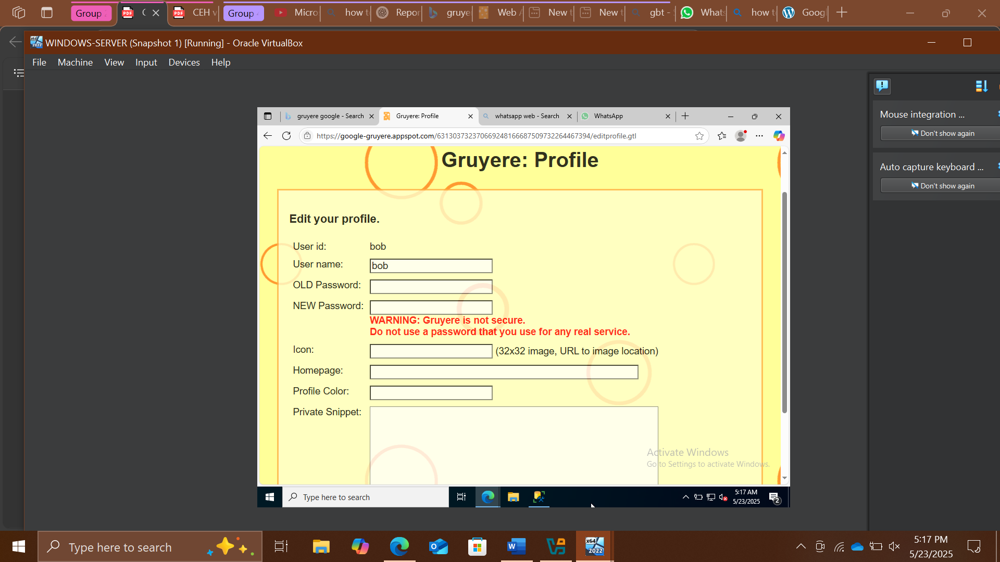 Group
C
CEH v
Group
Micro
how t
Repor
gruye
Web A
New t
New t
gbt -
What
how t
Goog
WINDOWS-SERVER (Snapshot 1) [Running] - Oracle VirtualBox
File Machine View Input Devices Help
Mouse integration ...
Don't show again
Auto capture keyboard ...
Don't show again
gruyere google - Search
Gruyere: Profile
whatsapp web - Search
WhatsApp
https://google-gruyere.appspot.com/631303732370669248166687509732264467394/editprofile.gtl
Gruyere: Profile
Edit your profile.
User id: bob
User name: bob
OLD Password:
NEW Password:
WARNING: Gruyere is not secure.
Do not use a password that you use for any real service.
Icon: (32x32 image, URL to image location)
Homepage:
Profile Color:
Private Snippet:
Activate Windows
Go to Settings to activate Windows.
Type here to search
5:17 AM
5/23/2025
2
Type here to search
x64
2022
5:17 PM
5/23/2025